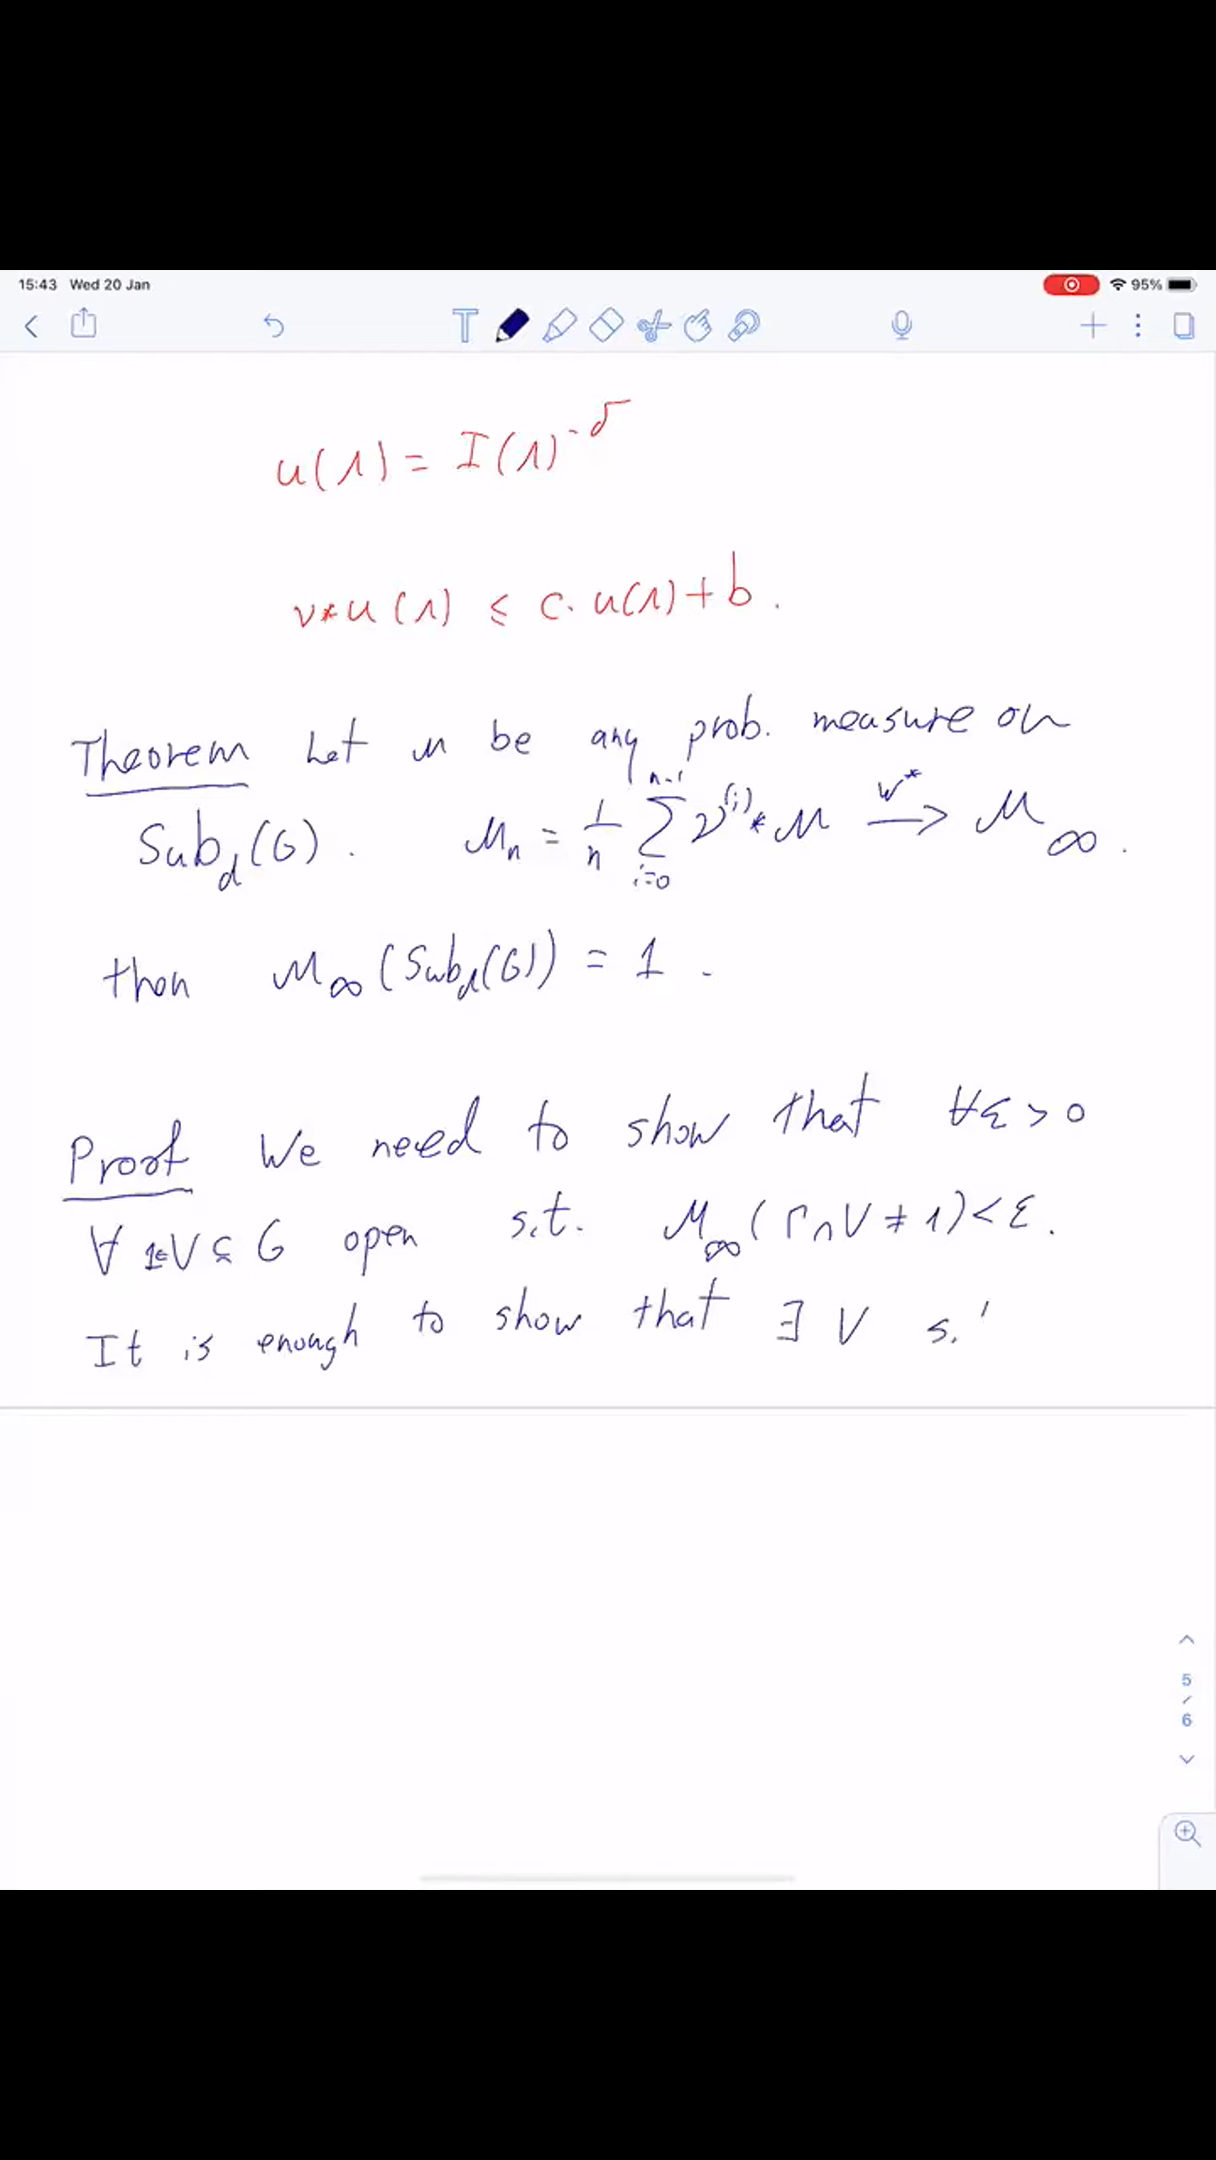 15:43 Wed 20 Jan
95%
u(Λ) = I(Λ)^{-δ}
ν*u(Λ) ≤ c. u(Λ) + b .
Theorem Let μ be any prob. measure on
Sub_d(G) . μ_n = 1/n Σ_{i=0}^{n-1} ν^{(i)} * μ →^{w*} μ_∞ .
then μ_∞ (Sub_d(G)) = 1 .
Proof We need to show that ∀ε > 0
∀ 1∈V ⊆ G open s.t. μ_∞ (Γ∩V ≠ 1) < ε.
It is enough to show that ∃ V s.
5
/
6